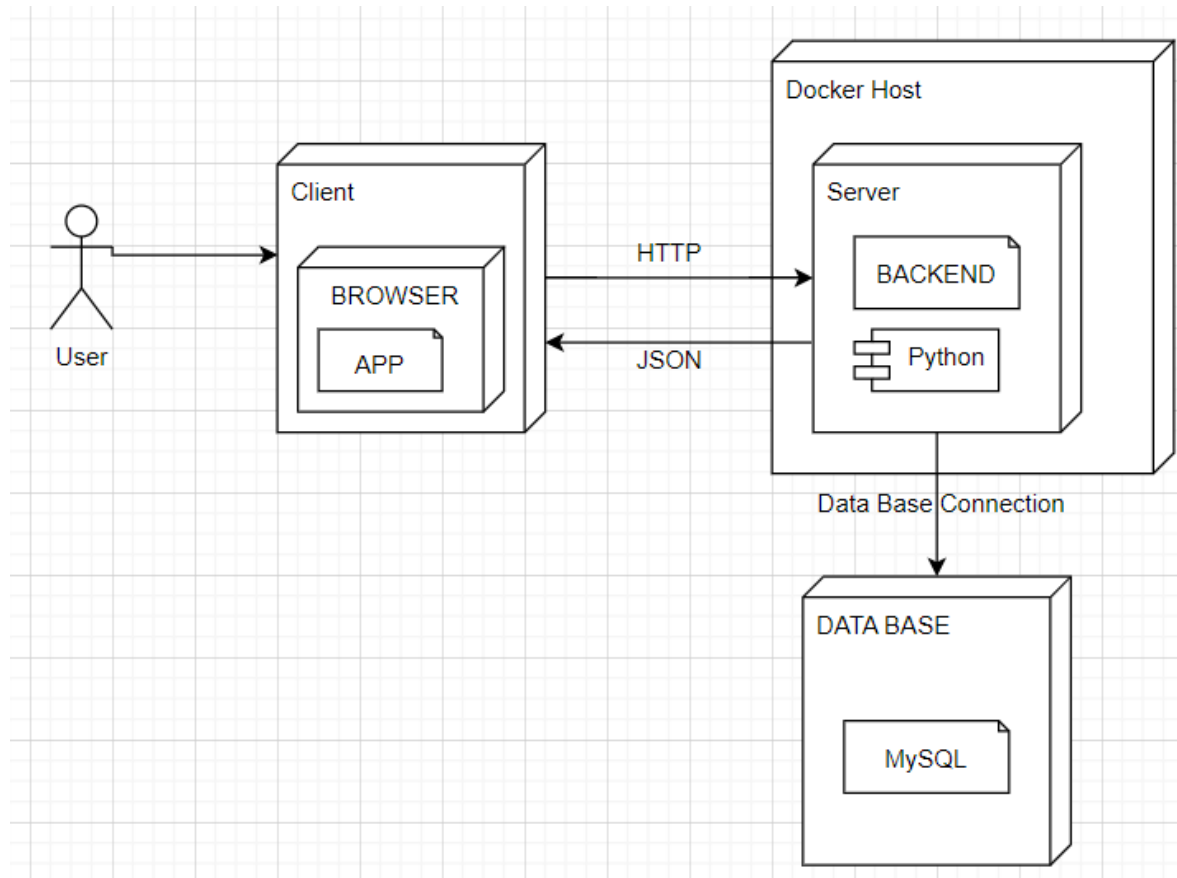 Docker Host
Client
Server
HTTP
BACKEND
BROWSER
User
APP
JSON
Python
Data Base Connection
DATA BASE
MySQL